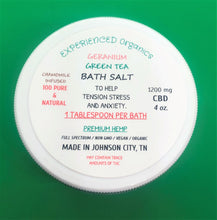 EXPERIENCED Organics
GERANIUM
GREEN TEA
BATH SALT
CHAMOMILE
INFUSED
100 PURE
&
NATURAL
TO HELP
TENSION STRESS
AND ANXIETY.
1200 mg
CBD
4 oz.
1 TABLESPOON PER BATH
PREMIUM HEMP
FULL SPECTRUM / NON GMO / VEGAN / ORGANIC
MADE IN JOHNSON CITY, TN
MAY CONTAIN TRACE
AMOUNTS OF THC